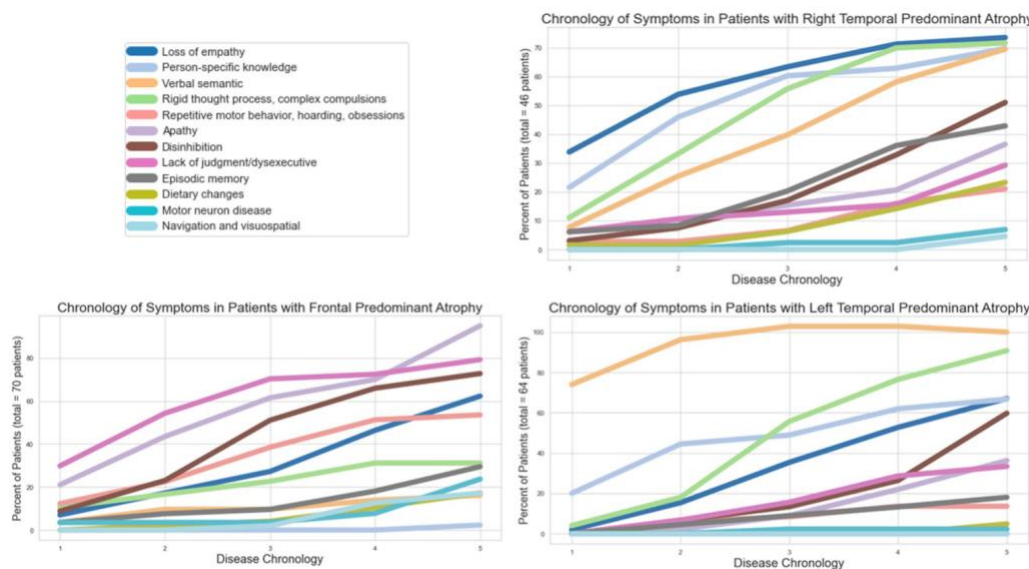 Loss of empathy
Person-specific knowledge
Verbal semantic
Rigid thought process, complex compulsions
Repetitive motor behavior, hoarding, obsessions
Apathy
Disinhibition
Lack of judgment/dysexecutive
Episodic memory
Dietary changes
Motor neuron disease
Navigation and visuospatial
Chronology of Symptoms in Patients with Right Temporal Predominant Atrophy
Percent of Patients (total = 46 patients)
70
60
50
40
30
20
10
0
1 2 3 4 5
Disease Chronology
Chronology of Symptoms in Patients with Frontal Predominant Atrophy
Percent of Patients (total = 70 patients)
80
60
40
20
0
1 2 3 4 5
Disease Chronology
Chronology of Symptoms in Patients with Left Temporal Predominant Atrophy
Percent of Patients (total = 64 patients)
100
80
60
40
20
0
1 2 3 4 5
Disease Chronology